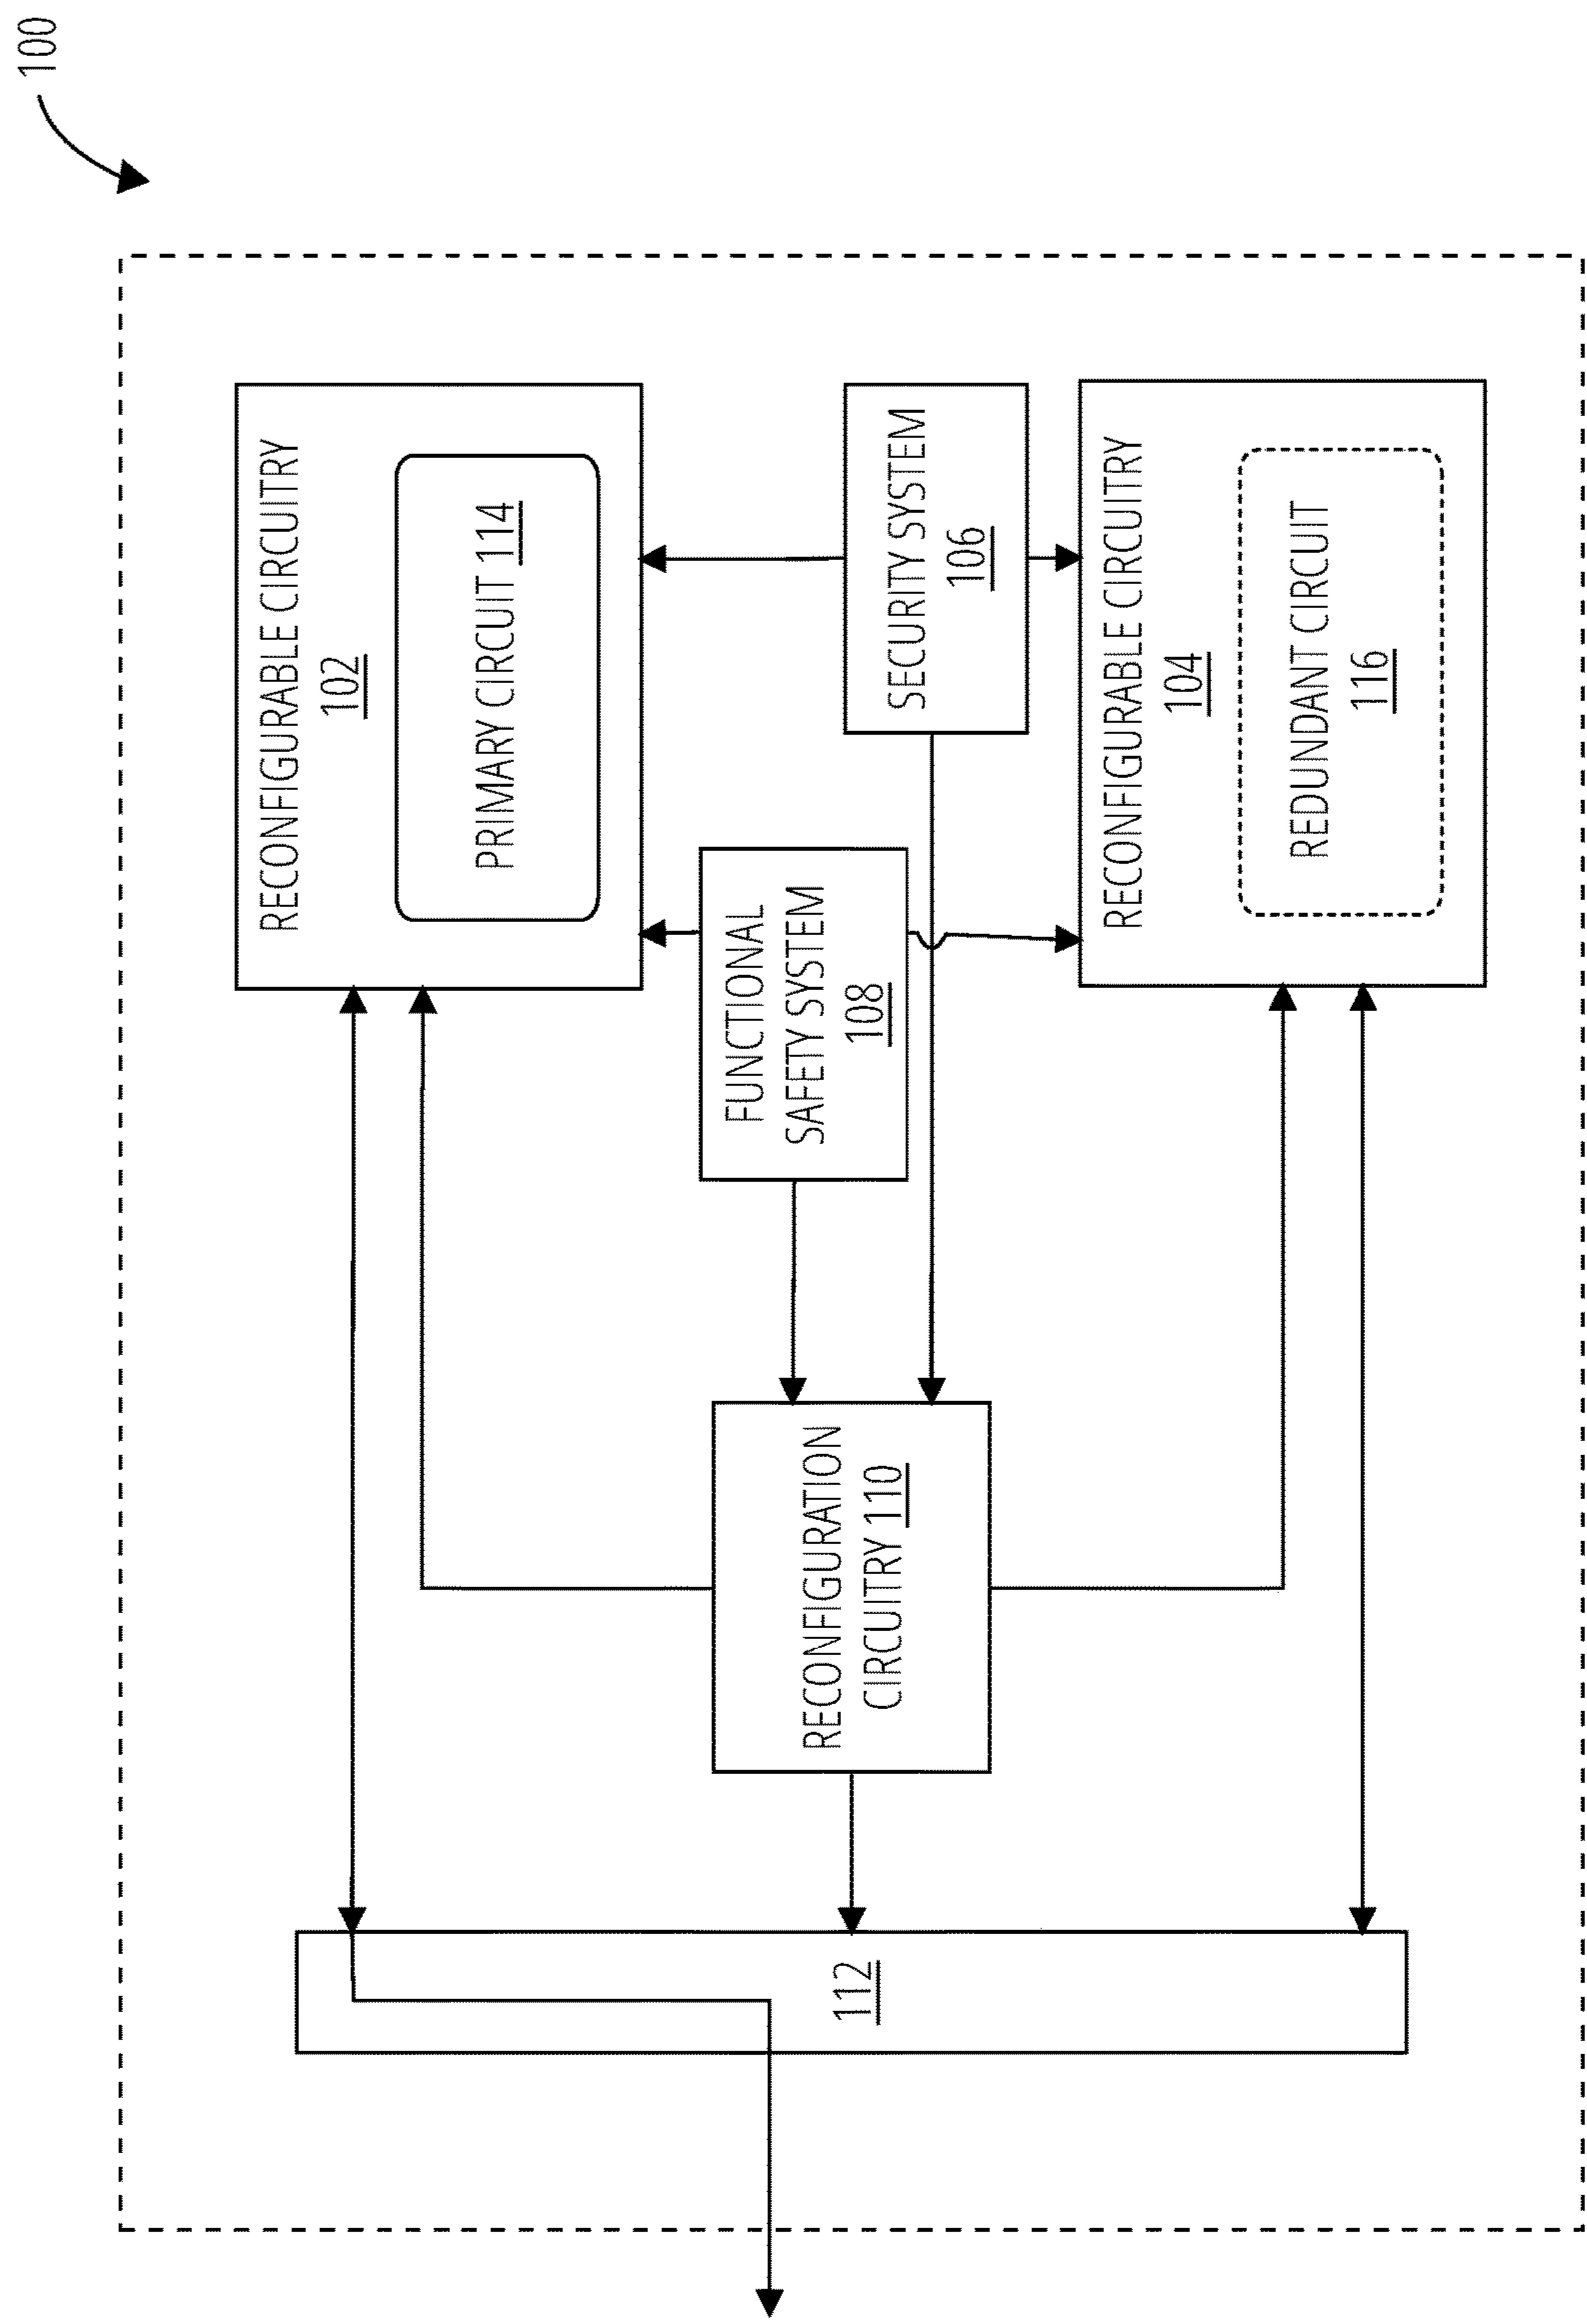 100
RECONFIGURABLE CIRCUITRY
102
PRIMARY CIRCUIT 114
SECURITY SYSTEM
106
FUNCTIONAL
SAFETY SYSTEM
108
RECONFIGURABLE CIRCUITRY
104
REDUNDANT CIRCUIT
116
RECONFIGURATION
CIRCUITRY 110
112